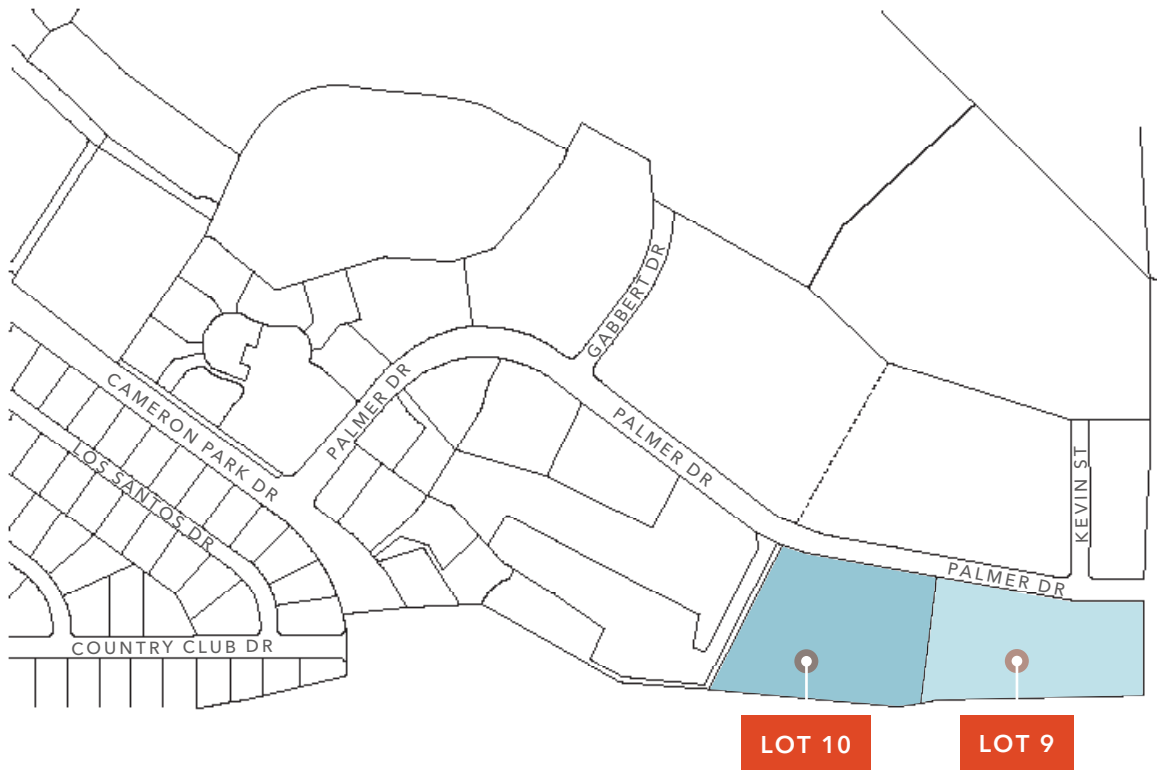 GABBERT DR
CAMERON PARK DR
PALMER DR
PALMER DR
LOS SANTOS DR
KEVIN ST
PALMER DR
COUNTRY CLUB DR
LOT 10
LOT 9